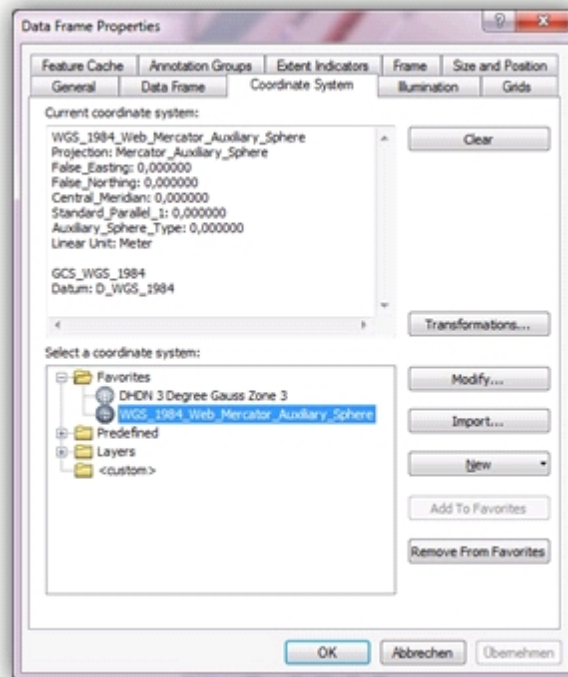 Data Frame Properties
Feature Cache Annotation Groups Extent Indicators Frame Size and Position
General Data Frame Coordinate System Illumination Grids
Current coordinate system:
WGS_1984_Web_Mercator_Auxiliary_Sphere
Projection: Mercator_Auxiliary_Sphere
False_Easting: 0,000000
False_Northing: 0,000000
Central_Meridian: 0,000000
Standard_Parallel_1: 0,000000
Auxiliary_Sphere_Type: 0,000000
Linear Unit: Meter
GCS_WGS_1984
Datum: D_WGS_1984
Clear
Transformations...
Select a coordinate system:
Favorites
DHDN 3 Degree Gauss Zone 3
WGS_1984_Web_Mercator_Auxiliary_Sphere
Predefined
Layers
<custom>
Modify...
Import...
New
Add To Favorites
Remove From Favorites
OK Abbrechen Übernehmen